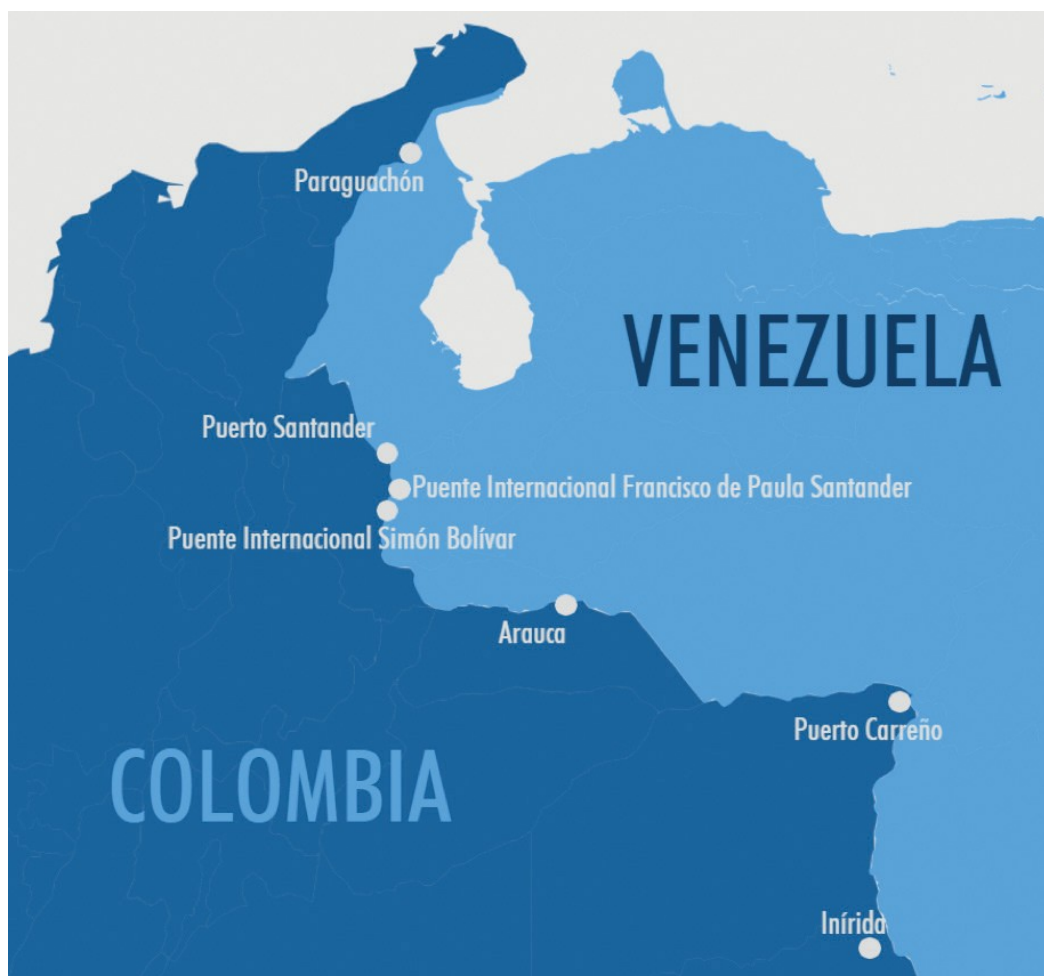 Paraguachón
VENEZUELA
Puerto Santander
Puente Internacional Francisco de Paula Santander
Puente Internacional Simón Bolívar
Arauca
Puerto Carreño
COLOMBIA
Inírida